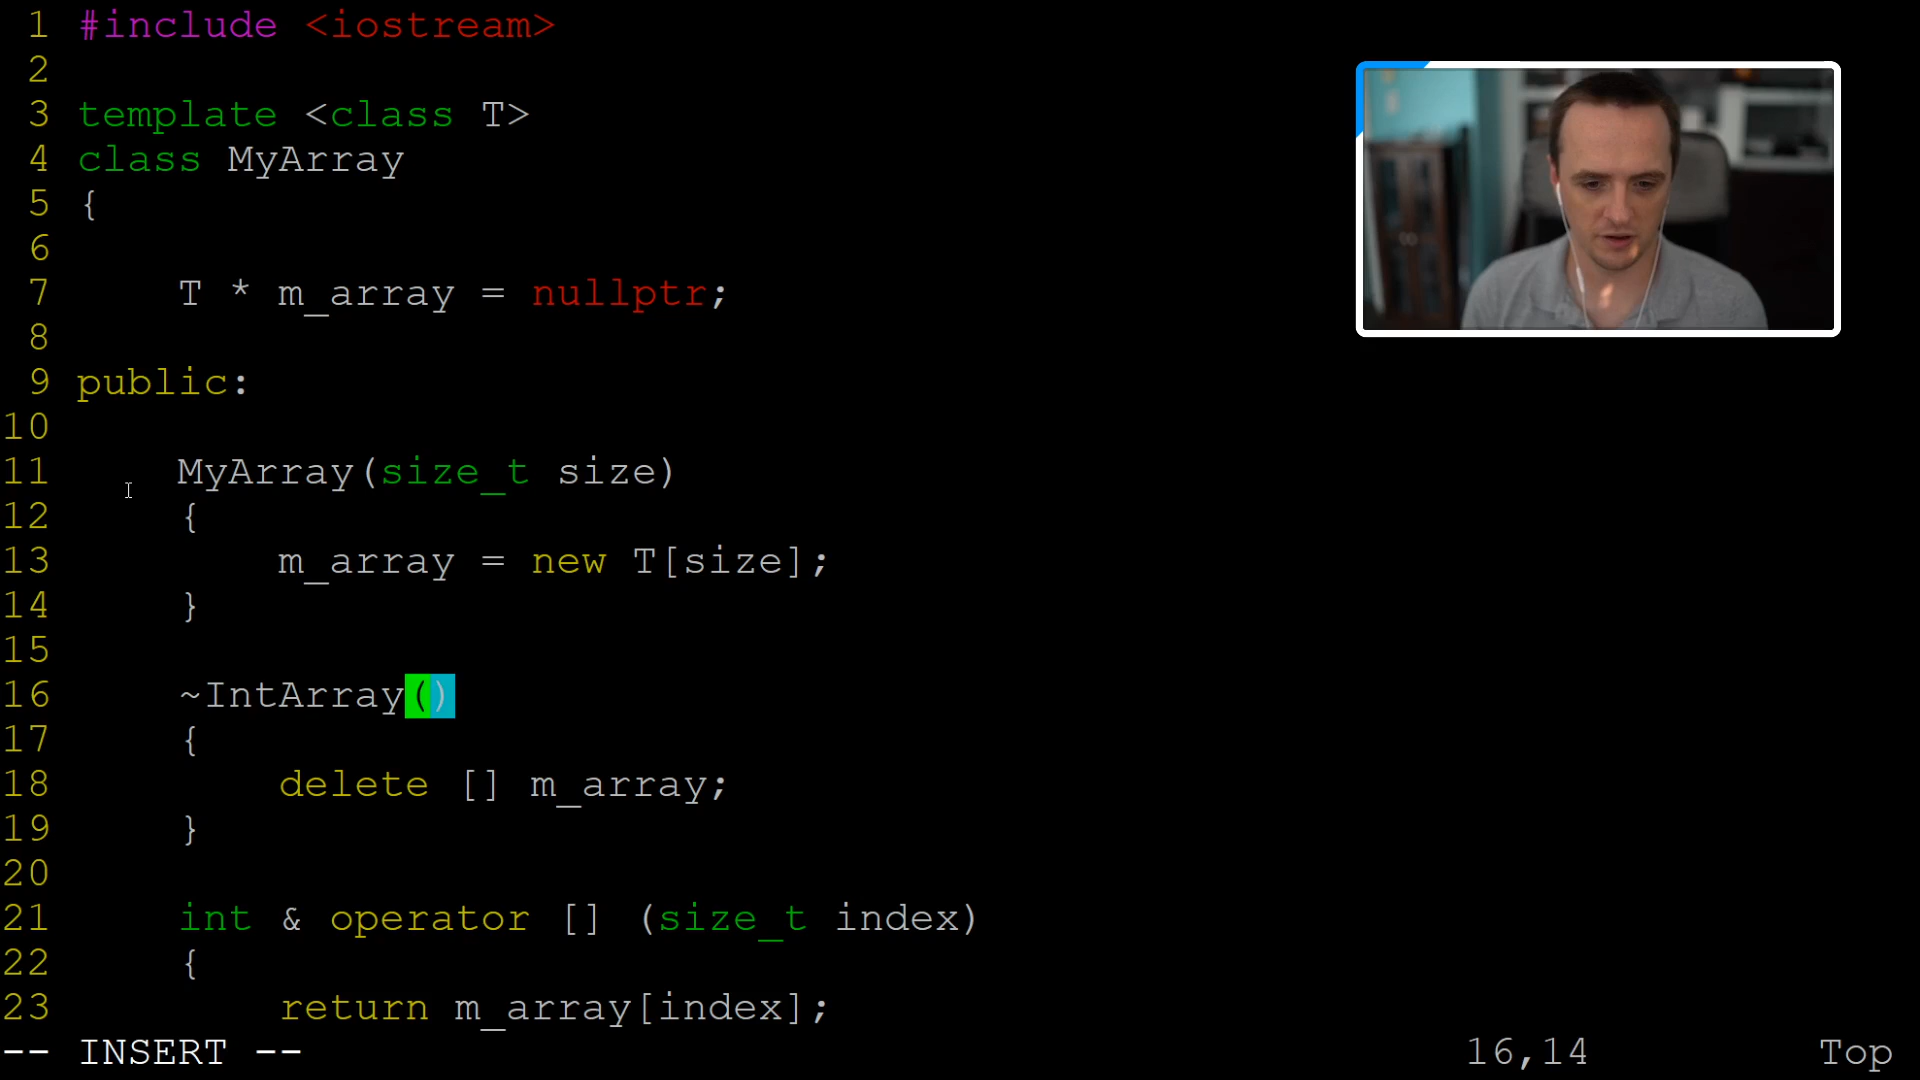 1 #include <iostream>
2
3 template <class T>
4 class MyArray
5 {
6
7     T * m_array = nullptr;
8
9 public:
10
11     MyArray(size_t size)
12     {
13         m_array = new T[size];
14     }
15
16     ~IntArray()
17     {
18         delete [] m_array;
19     }
20
21     int & operator [] (size_t index)
22     {
23         return m_array[index];
-- INSERT -- 16,14 Top